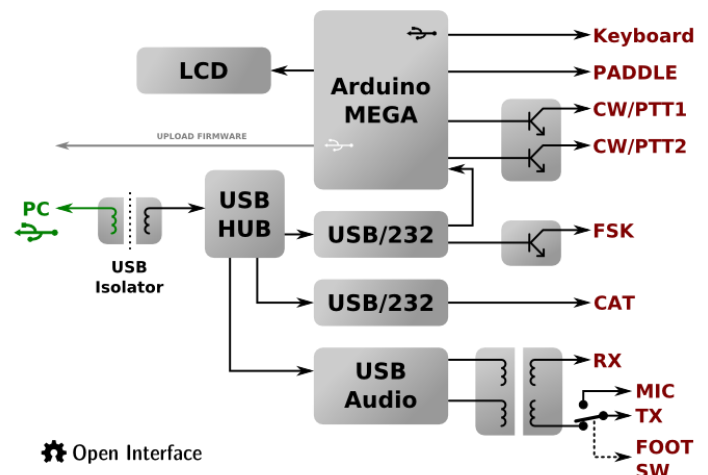 Keyboard
LCD
PADDLE
Arduino
MEGA
CW/PTT1
UPLOAD FIRMWARE
CW/PTT2
PC
USB
HUB
USB/232
FSK
USB
Isolator
USB/232
CAT
USB
Audio
RX
MIC
TX
FOOT
SW
Open Interface